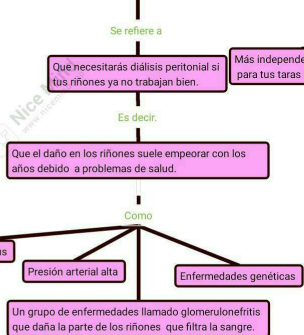 Se refiere a
Que necesitarás diálisis peritonial si
tus riñones ya no trabajan bien.
Más independe
para tus taras
Es decir.
Que el daño en los riñones suele empeorar con los
años debido a problemas de salud.
Como
Presión arterial alta
Enfermedades genéticas
Un grupo de enfermedades llamado glomerulonefritis
que daña la parte de los riñones que filtra la sangre.